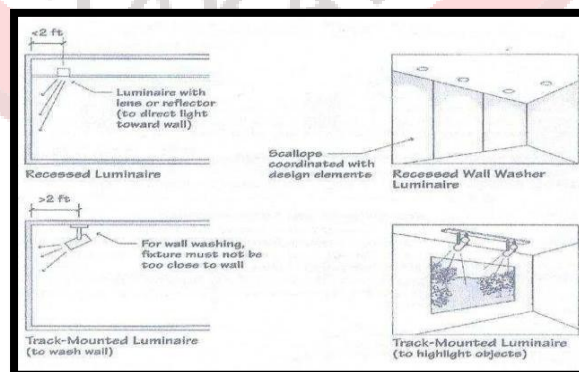 <2 ft
Luminaire with
lens or reflector
(to direct light
toward wall)
Recessed Luminaire
Scallops
coordinated with
design elements
Recessed Wall Washer
Luminaire
>2 ft
For wall washing,
fixture must not be
too close to wall
Track-Mounted Luminaire
(to wash wall)
Track-Mounted Luminaire
(to highlight objects)